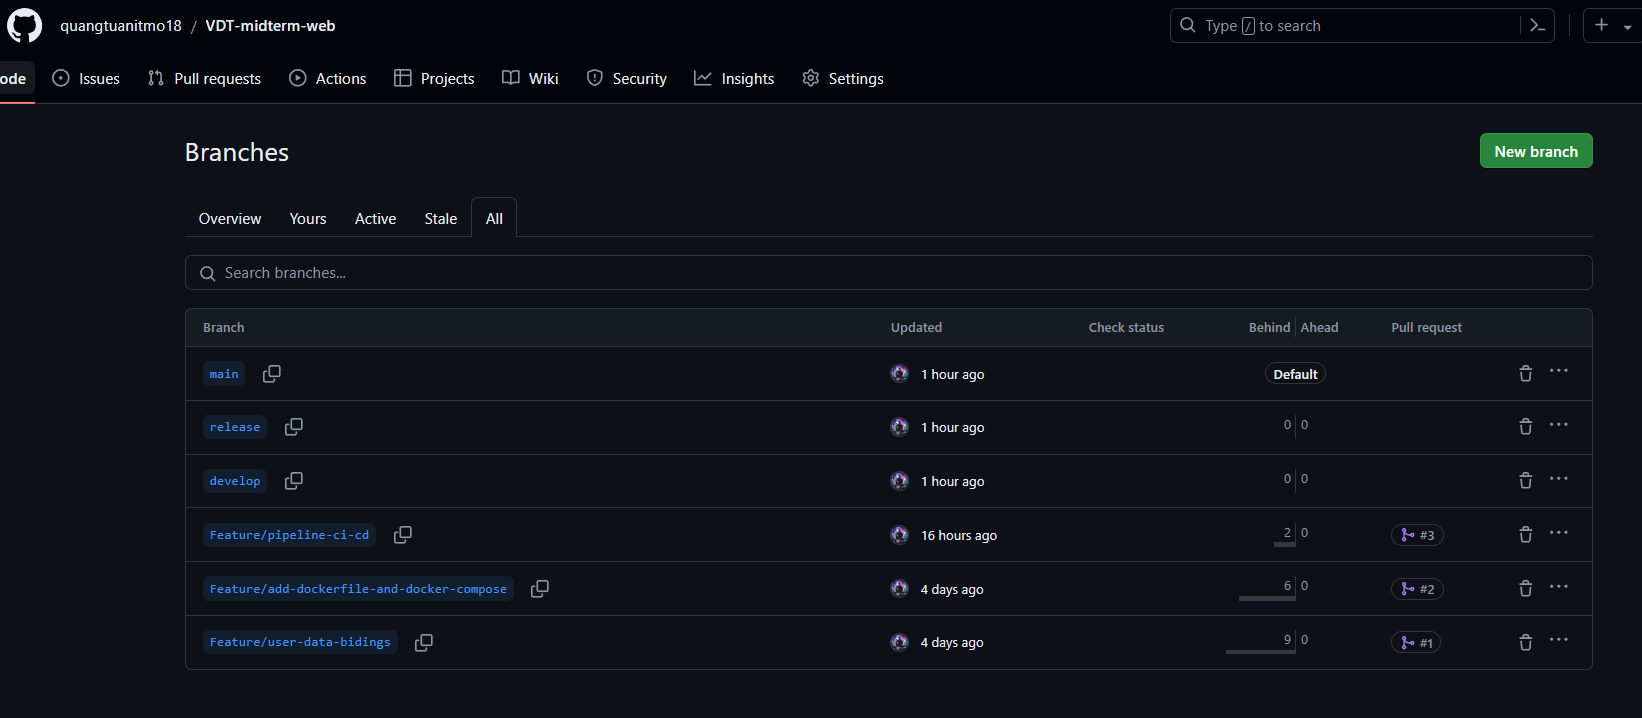 quangtuanitmo18 / VDT-midterm-web
Type / to search
ode Issues Pull requests Actions Projects Wiki Security Insights Settings
Branches
New branch
Overview Yours Active Stale All
Search branches...
Branch Updated Check status Behind Ahead Pull request
main 1 hour ago Default
release 1 hour ago 0 0
develop 1 hour ago 0 0
Feature/pipeline-ci-cd 16 hours ago 2 0 #3
Feature/add-dockerfile-and-docker-compose 4 days ago 6 0 #2
Feature/user-data-bidings 4 days ago 9 0 #1